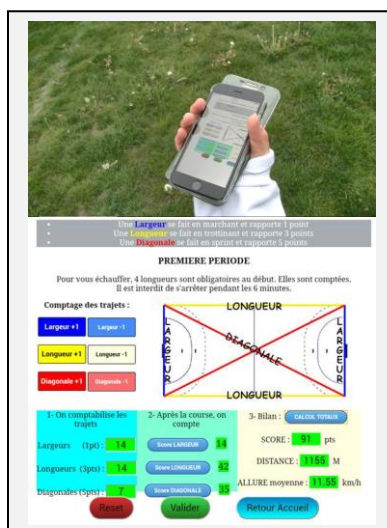 Une Largeur se fait en marchant et rapporte 1 point
Une Longueur se fait en trottinant et rapporte 3 points
Une Diagonale se fait en sprint et rapporte 5 points
PREMIERE PERIODE
Pour vous échauffer, 4 longueurs sont obligatoires au début. Elles sont comptées.
Il est interdit de s'arrêter pendant les 6 minutes.
Comptage des trajets :
Largeur +1 Largeur -1
Longueur +1 Longueur -1
Diagonale +1 Diagonale -1
LONGUEUR
LARGEUR
DIAGONALE
LARGEUR
LONGUEUR
1- On comptabilise les
trajets
Largeurs (1pt) : 14
Longueurs (3pts) : 14
Diagonales (5pts) : 7
2- Après la course, on
compte
Score LARGEUR 14
Score LONGUEUR 42
Score DIAGONALE 35
3- Bilan : CALCUL TOTAUX
SCORE : 91 pts
DISTANCE : 1155 M
ALLURE moyenne : 11.55 km/h
Reset Valider Retour Accueil